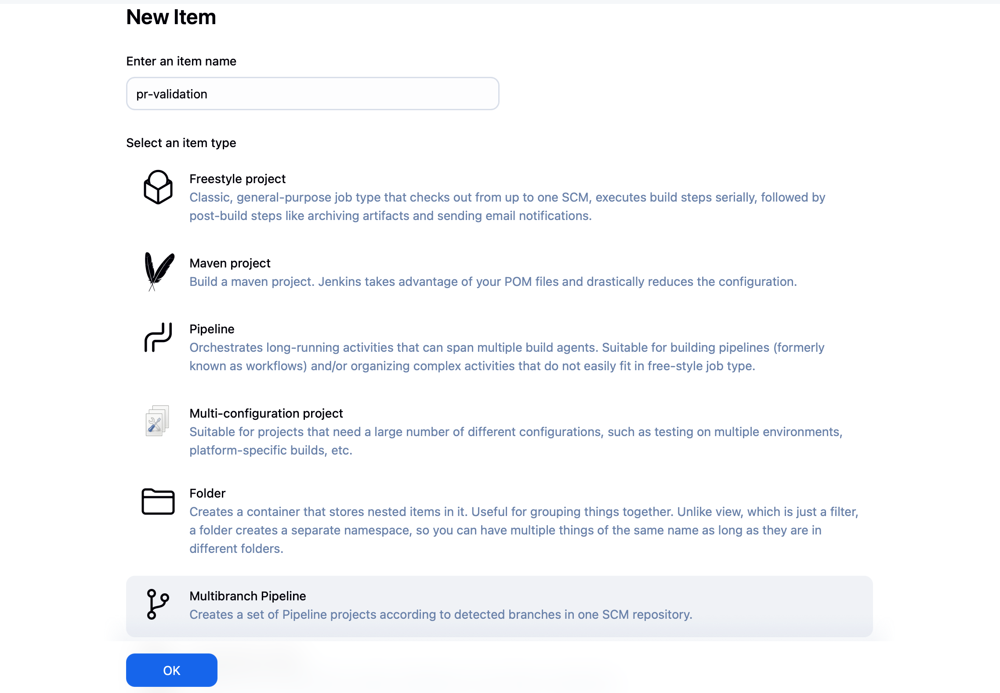 New Item
Enter an item name
pr-validation
Select an item type
Freestyle project
Classic, general-purpose job type that checks out from up to one SCM, executes build steps serially, followed by
post-build steps like archiving artifacts and sending email notifications.
Maven project
Build a maven project. Jenkins takes advantage of your POM files and drastically reduces the configuration.
Pipeline
Orchestrates long-running activities that can span multiple build agents. Suitable for building pipelines (formerly
known as workflows) and/or organizing complex activities that do not easily fit in free-style job type.
Multi-configuration project
Suitable for projects that need a large number of different configurations, such as testing on multiple environments,
platform-specific builds, etc.
Folder
Creates a container that stores nested items in it. Useful for grouping things together. Unlike view, which is just a filter,
a folder creates a separate namespace, so you can have multiple things of the same name as long as they are in
different folders.
Multibranch Pipeline
Creates a set of Pipeline projects according to detected branches in one SCM repository.
OK